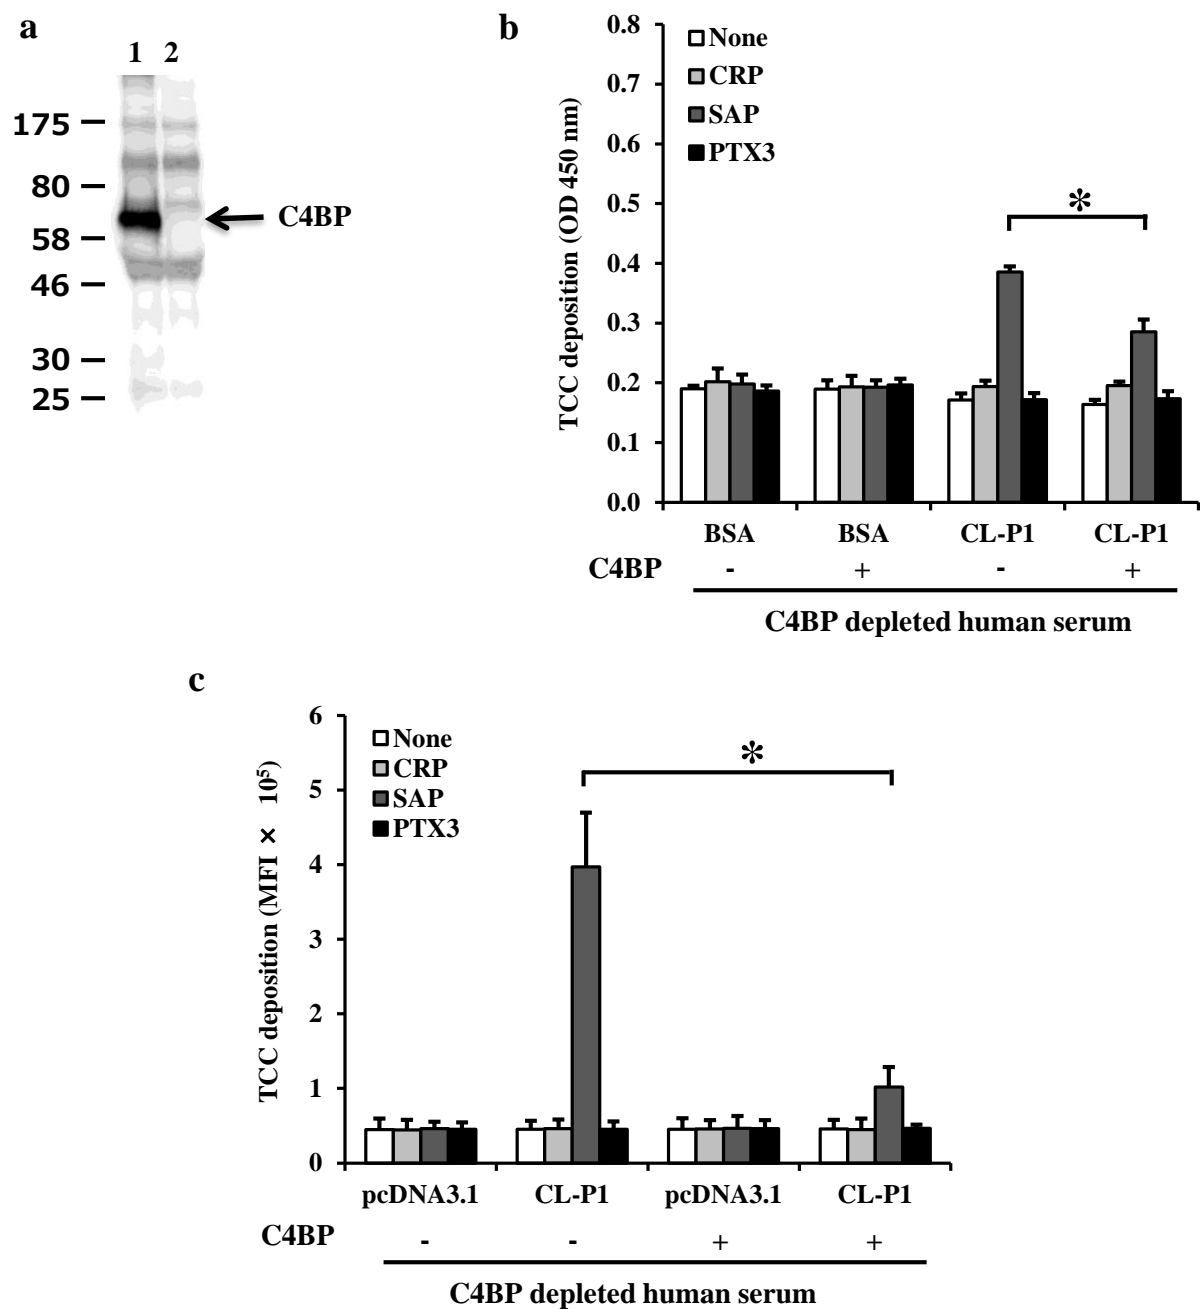 a
1 2
175
80
58
46
30
25
C4BP
b
None
CRP
SAP
PTX3
TCC deposition (OD 450 nm)
0.8
0.7
0.6
0.5
0.4
0.3
0.2
0.1
0.0
*
BSA BSA CL-P1 CL-P1
C4BP - + - +
C4BP depleted human serum
c
None
CRP
SAP
PTX3
TCC deposition (MFI × 10⁵)
6
5
4
3
2
1
0
*
pcDNA3.1 CL-P1 pcDNA3.1 CL-P1
C4BP - - + +
C4BP depleted human serum